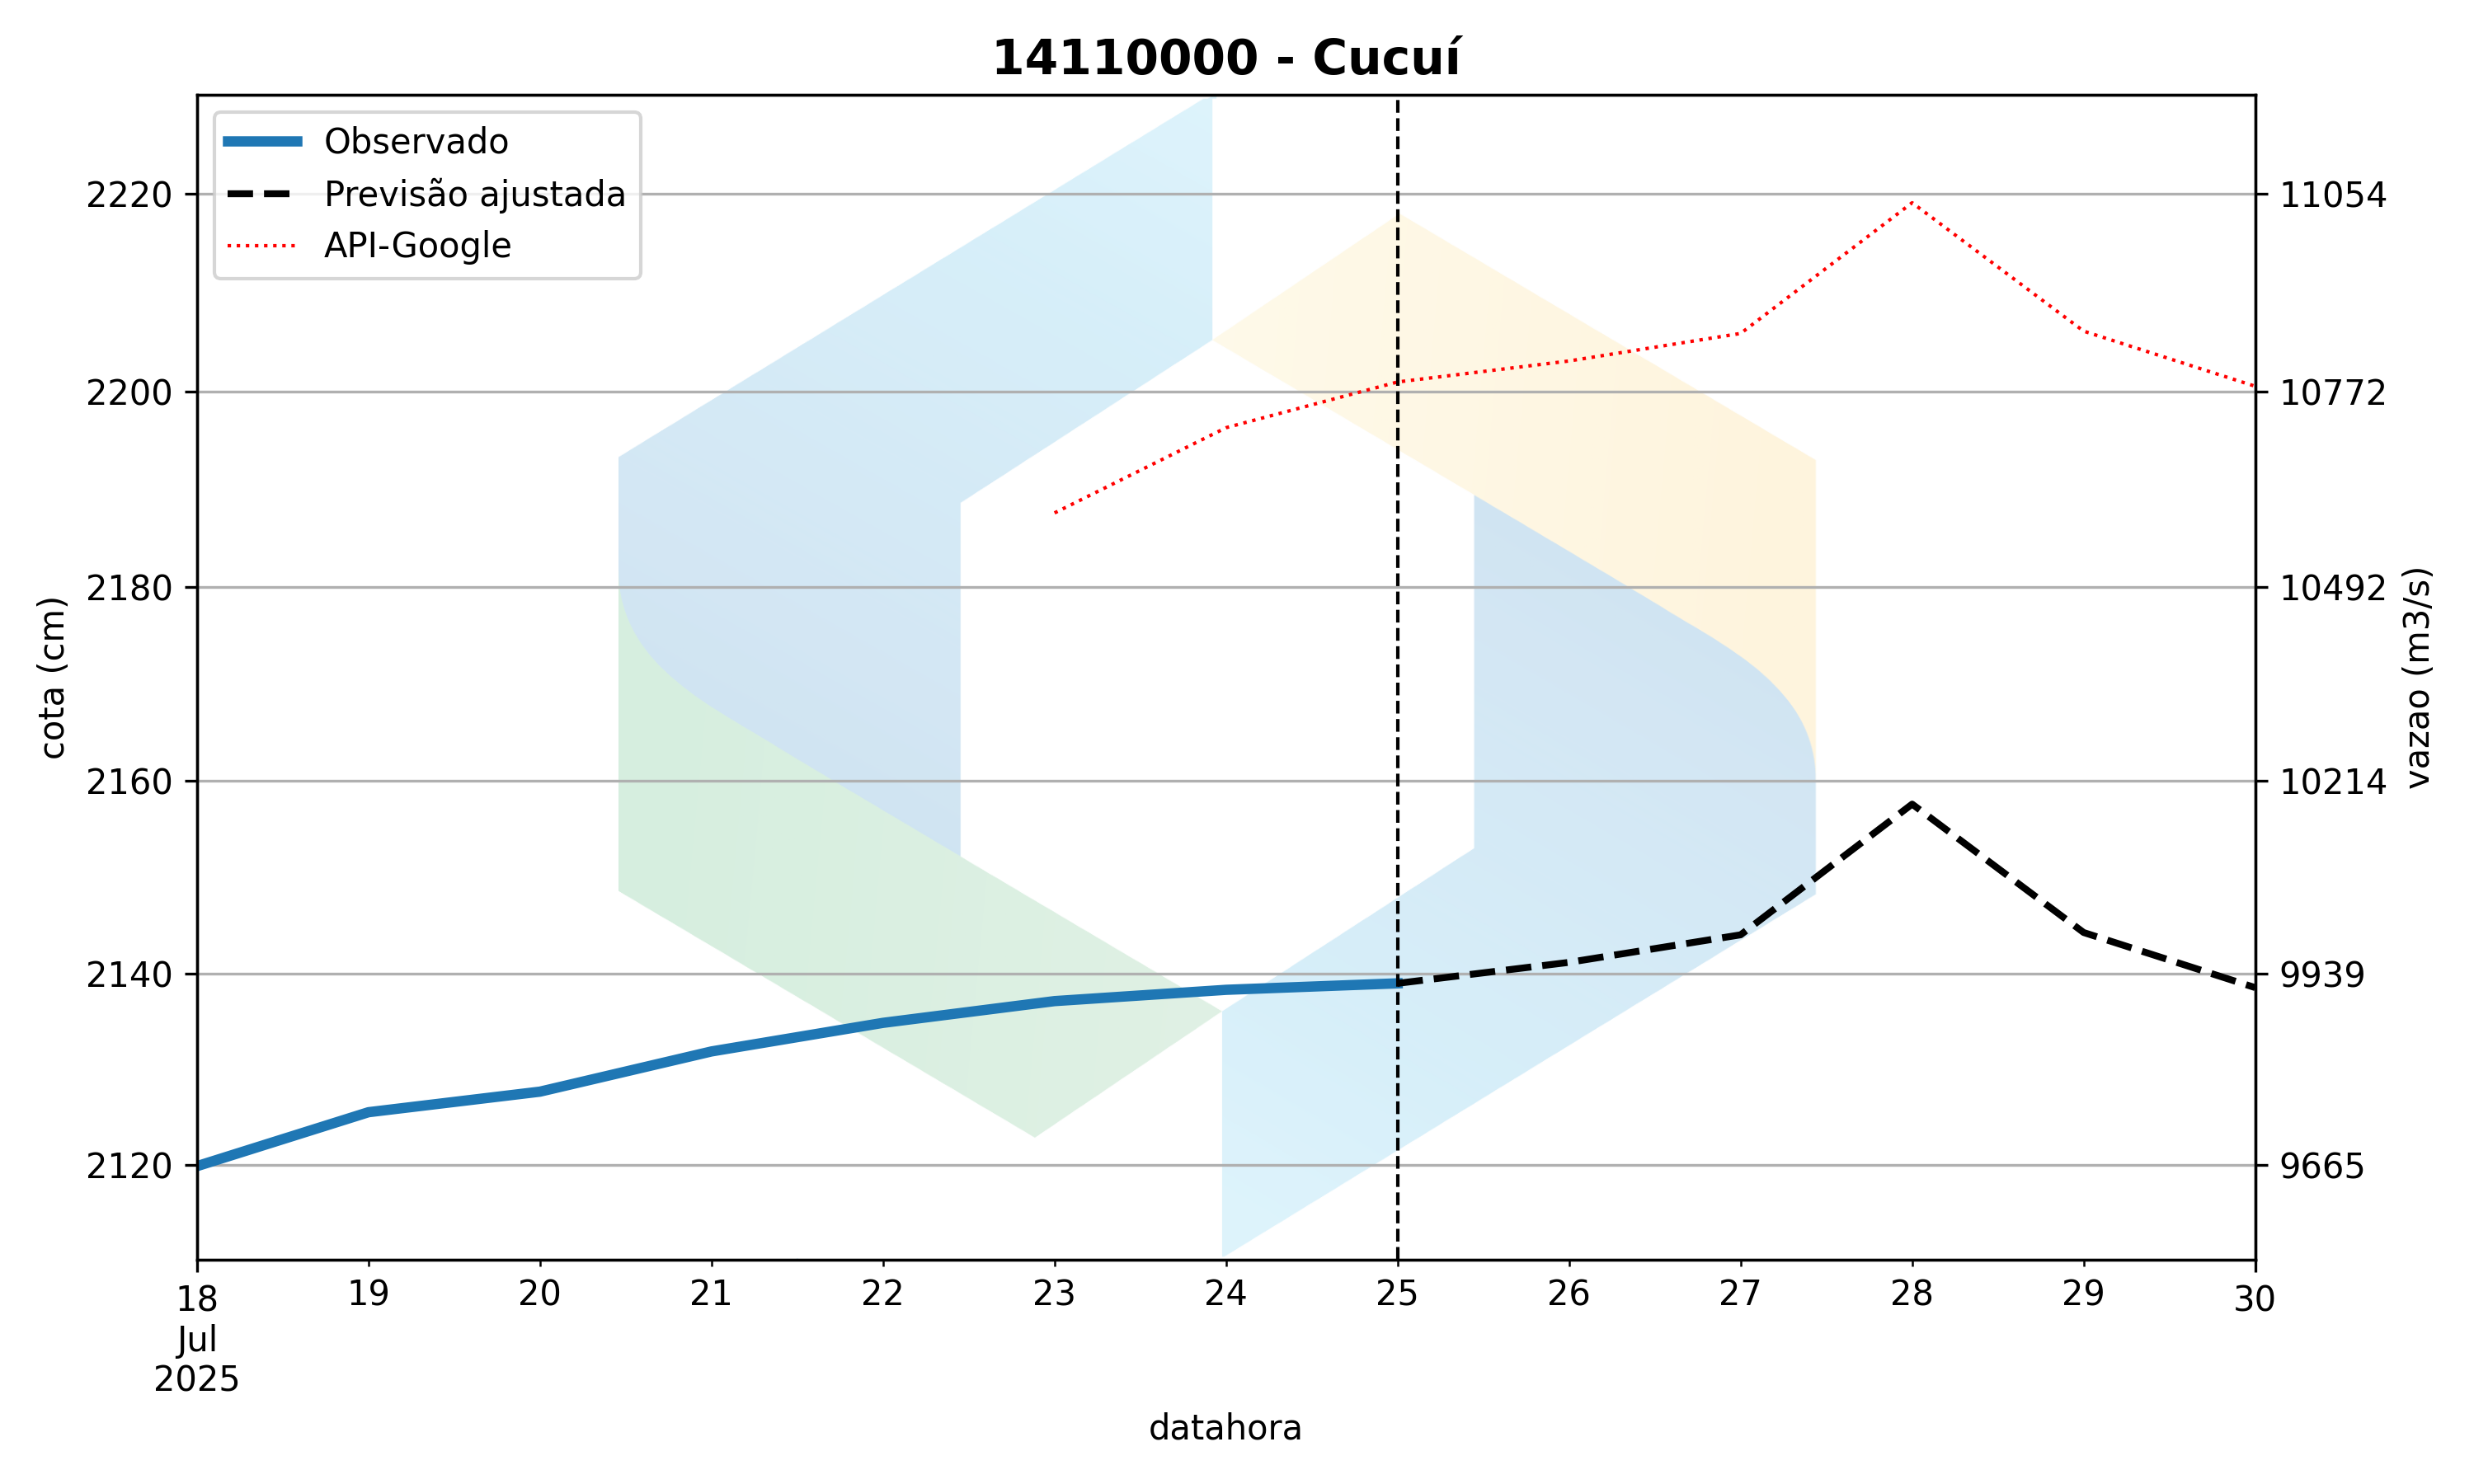 14110000 - Cucuí
Observado
Previsão ajustada
API-Google
2220
2200
2180
2160
2140
2120
cota (cm)
11054
10772
10492
10214
9939
9665
vazao (m3/s)
18 19 20 21 22 23 24 25 26 27 28 29 30
Jul
2025
datahora